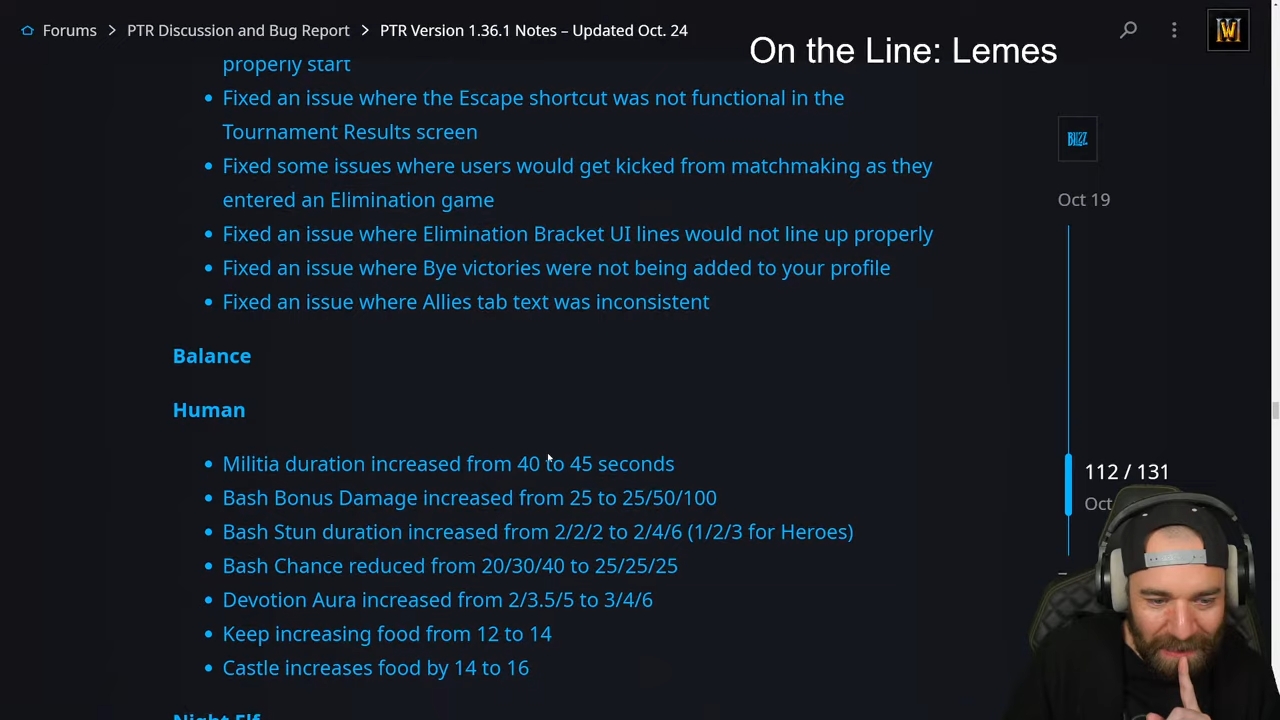 Forums > PTR Discussion and Bug Report > PTR Version 1.36.1 Notes – Updated Oct. 24
On the Line: Lemes
properly start
Fixed an issue where the Escape shortcut was not functional in the
Tournament Results screen
BLIZZ
Fixed some issues where users would get kicked from matchmaking as they
entered an Elimination game
Oct 19
Fixed an issue where Elimination Bracket UI lines would not line up properly
Fixed an issue where Bye victories were not being added to your profile
Fixed an issue where Allies tab text was inconsistent
Balance
Human
Militia duration increased from 40 to 45 seconds
112 / 131
Bash Bonus Damage increased from 25 to 25/50/100
Oct
Bash Stun duration increased from 2/2/2 to 2/4/6 (1/2/3 for Heroes)
Bash Chance reduced from 20/30/40 to 25/25/25
Devotion Aura increased from 2/3.5/5 to 3/4/6
Keep increasing food from 12 to 14
Castle increases food by 14 to 16
Night Elf